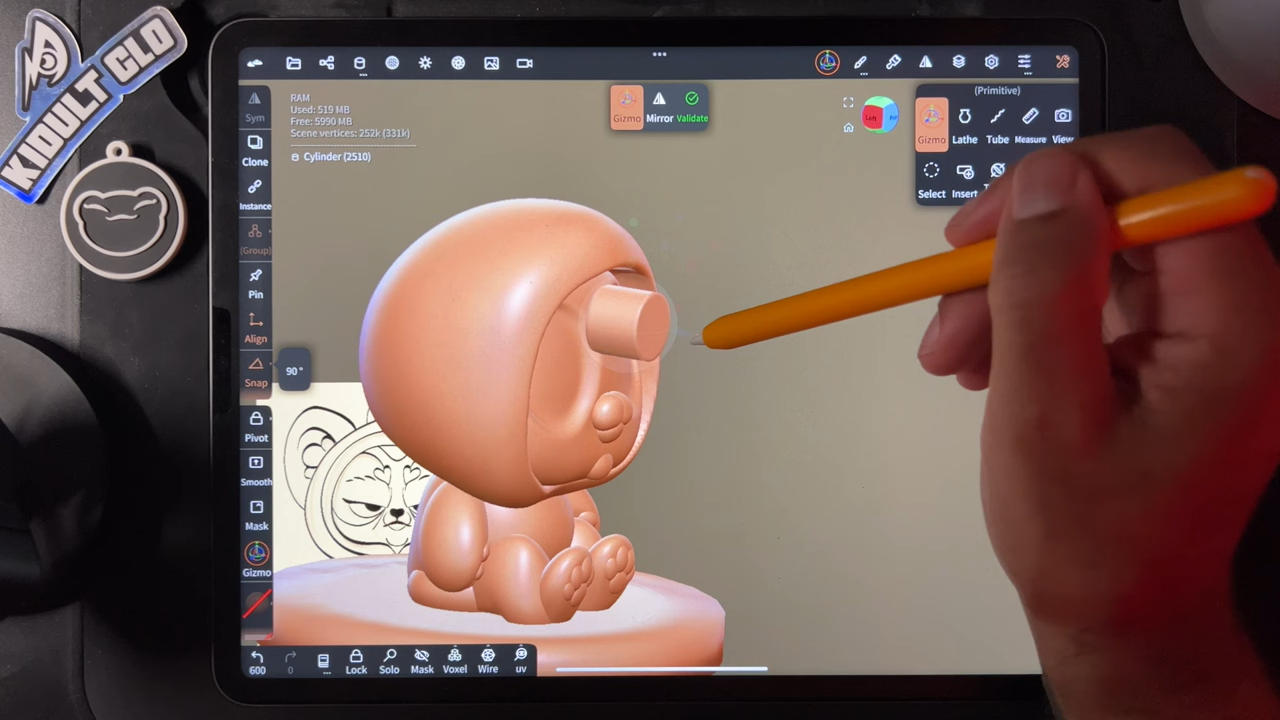 KIDULT CLO
RAM
Used: 519 MB
Free: 5990 MB
Scene vertices: 252k (331k)
Cylinder (2510)
Gizmo
Mirror
Validate
Left
(Primitive)
Gizmo
Lathe
Tube
Measure
View
Select
Insert
Sym
Clone
Instance
(Group)
Pin
Align
Snap
90°
Pivot
Smooth
Mask
Gizmo
600
0
Lock
Solo
Mask
Voxel
Wire
uv